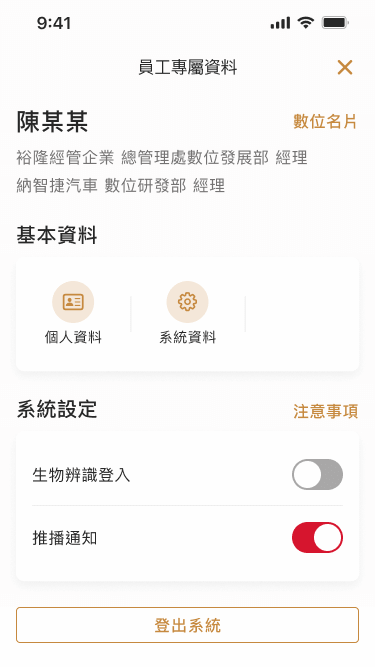 9:41
員工專屬資料
陳某某 數位名片
裕隆經管企業 總管理處數位發展部 經理
納智捷汽車 數位研發部 經理
基本資料
個人資料 系統資料
系統設定 注意事項
生物辨識登入
推播通知
登出系統